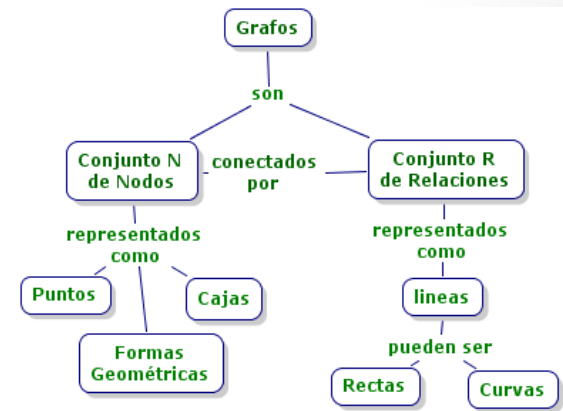 Grafos
son
Conjunto N
de Nodos
conectados
por
Conjunto R
de Relaciones
representados
como
representados
como
Puntos
Cajas
lineas
Formas
Geométricas
pueden ser
Rectas
Curvas